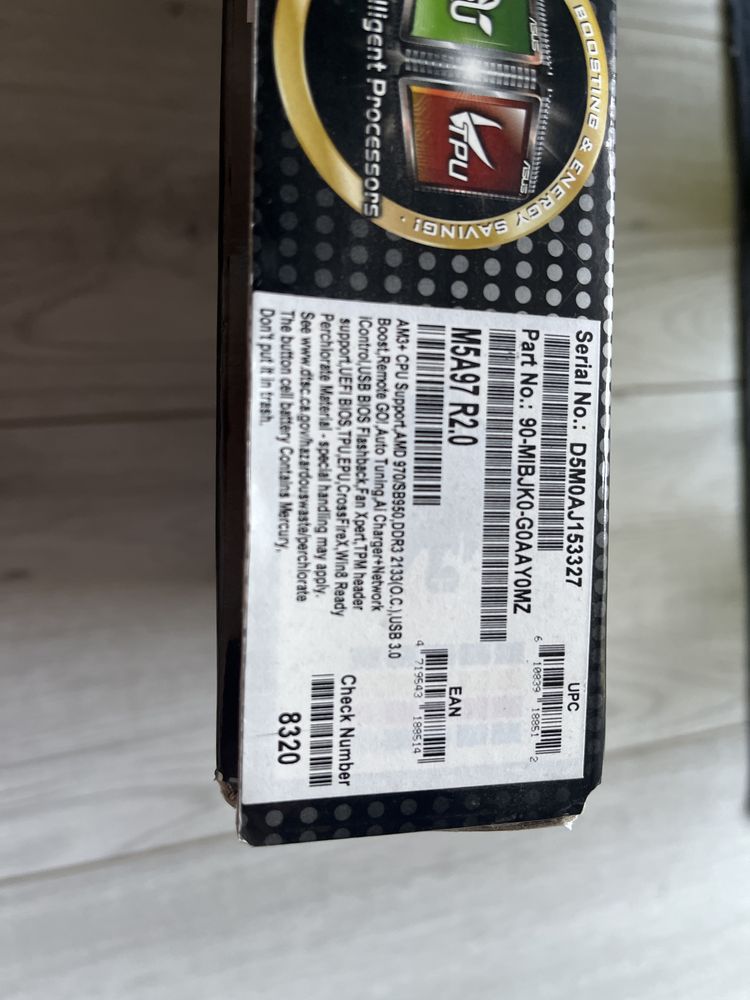 BOOSTING & ENERGY SAVING!
ASUS
TPU
ASUS
Processors
Serial No.: D5M0AJ153327
Part No.: 90-MIBJK0-G0AAY0MZ
UPC
6 10839 18851 2
M5A97 R2.0
EAN
4 719543 188514
AM3+ CPU Support,AMD 970/SB950,DDR3 2133(O.C.),USB 3.0
Boost,Remote GO!,Auto Tuning,AI Charger+Network
iControl,USB BIOS Flashback,Fan Xpert,TPM header
support,UEFI BIOS,TPU,EPU,CrossFireX,Win8 Ready
Perchlorate Material - special handling may apply.
See www.dtsc.ca.gov/hazardouswaste/perchlorate
The button cell battery Contains Mercury,
Don't put it in trash.
Check Number
8320